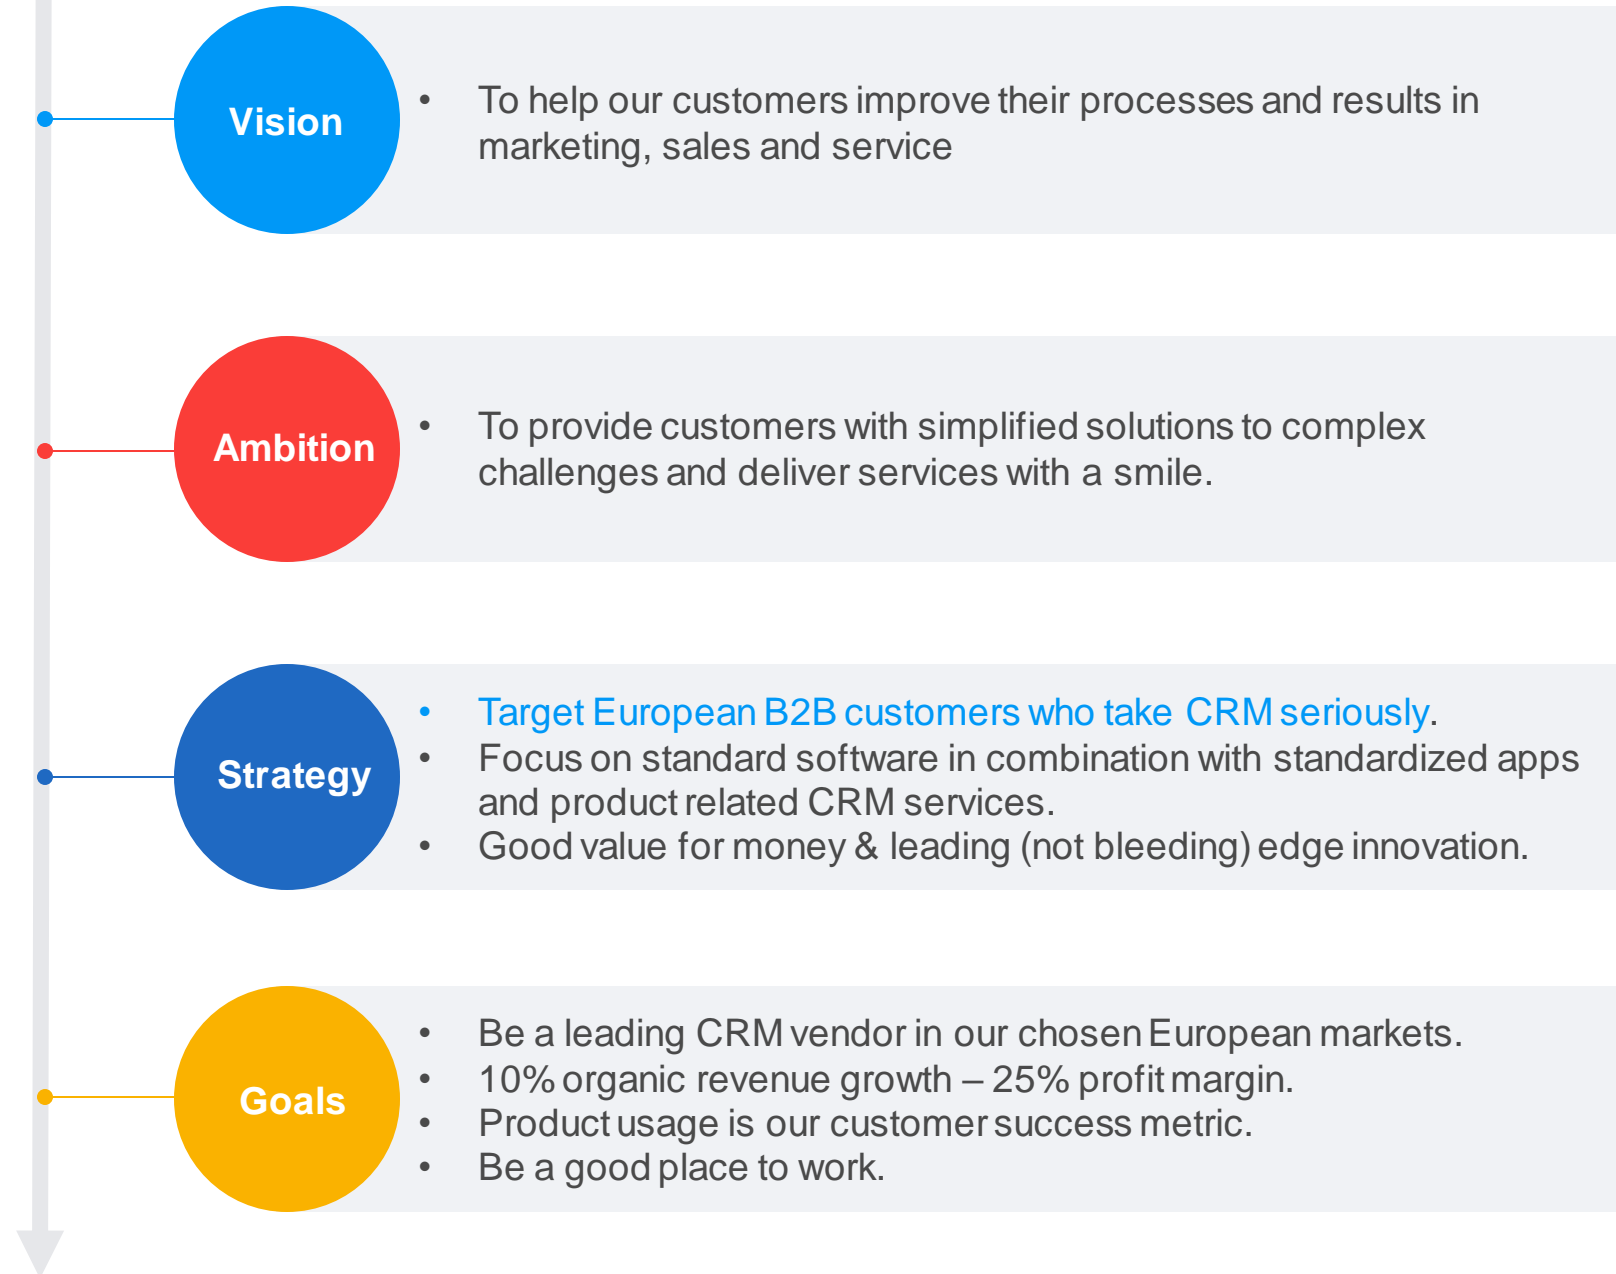 Vision
• To help our customers improve their processes and results in
marketing, sales and service
Ambition
• To provide customers with simplified solutions to complex
challenges and deliver services with a smile.
Strategy
• Target European B2B customers who take CRM seriously.
• Focus on standard software in combination with standardized apps
and product related CRM services.
• Good value for money & leading (not bleeding) edge innovation.
Goals
• Be a leading CRM vendor in our chosen European markets.
• 10% organic revenue growth – 25% profit margin.
• Product usage is our customer success metric.
• Be a good place to work.